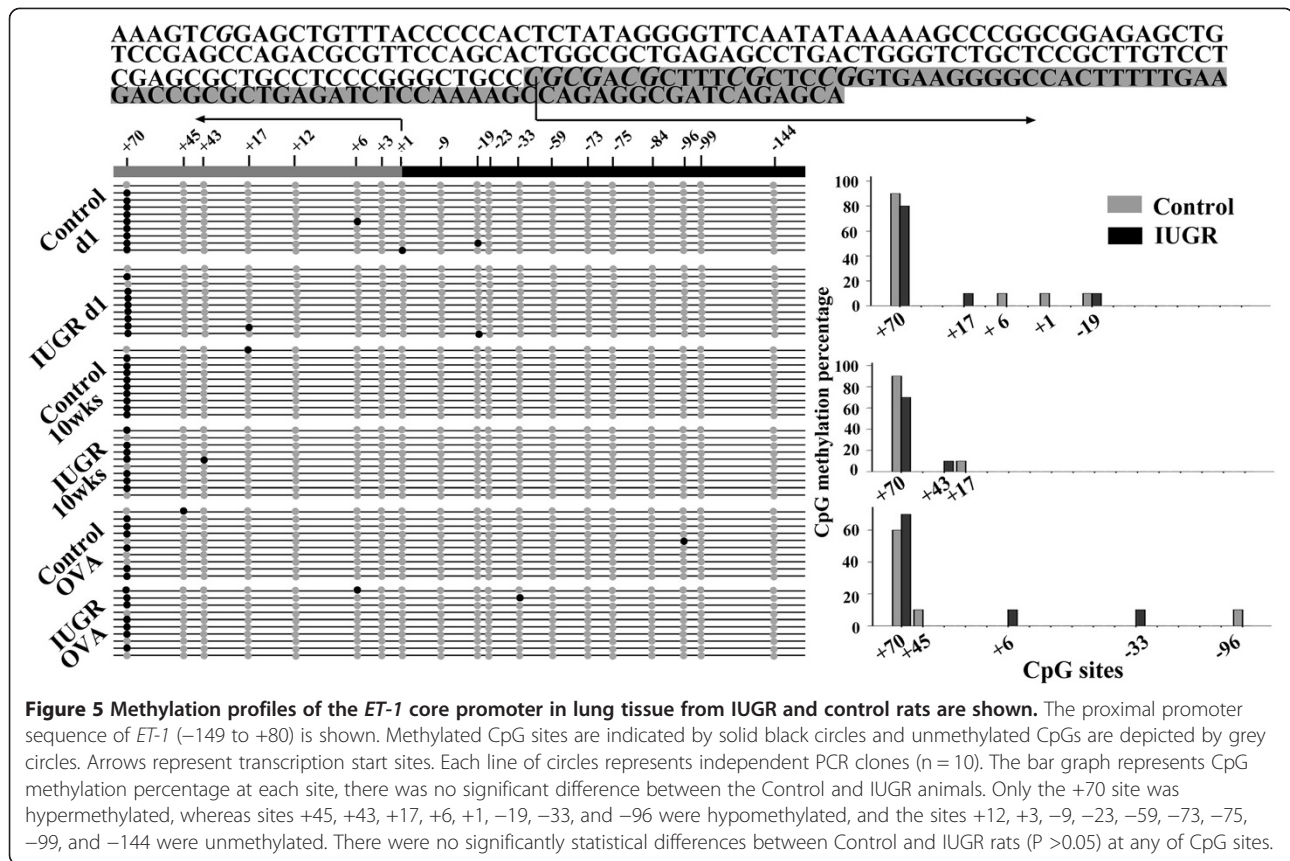 AAAGTCGGAGCTGTTTACCCCCACTCTATAGGGGTTCAATATAAAAAGCCCGGCGGAGAGCTG
TCCGAGCCAGACGCGTTCCAGCACTGGCGCTGAGAGCCTGACTGGGTCTGCTCCGCTTGTCCT
CGAGCGCTGCCTCCCGGGCTGCCCGCGACGCTTTCGCTCCCGGTGAAGGGGCCACTTTTTGAA
GACCGCGCTGAGATCTCCAAAAGCCAGAGGCGATCAGAGCA
+70 +45 +43 +17 +12 +6 +3 +1 -9 -19 -23 -33 -59 -73 -75 -84 -96 -99 -144
Control d1
IUGR d1
Control 10wks
IUGR 10wks
Control OVA
IUGR OVA
CpG methylation percentage
100
80
60
40
20
0
+70 +17 +6 +1 -19
Control
IUGR
100
80
60
40
20
0
+70 +43 +17
60
40
20
0
+70 +45 +6 -33 -96
CpG sites
Figure 5 Methylation profiles of the ET-1 core promoter in lung tissue from IUGR and control rats are shown. The proximal promoter
sequence of ET-1 (−149 to +80) is shown. Methylated CpG sites are indicated by solid black circles and unmethylated CpGs are depicted by grey
circles. Arrows represent transcription start sites. Each line of circles represents independent PCR clones (n = 10). The bar graph represents CpG
methylation percentage at each site, there was no significant difference between the Control and IUGR animals. Only the +70 site was
hypermethylated, whereas sites +45, +43, +17, +6, +1, −19, −33, and −96 were hypomethylated, and the sites +12, +3, −9, −23, −59, −73, −75,
−99, and −144 were unmethylated. There were no significantly statistical differences between Control and IUGR rats (P >0.05) at any of CpG sites.